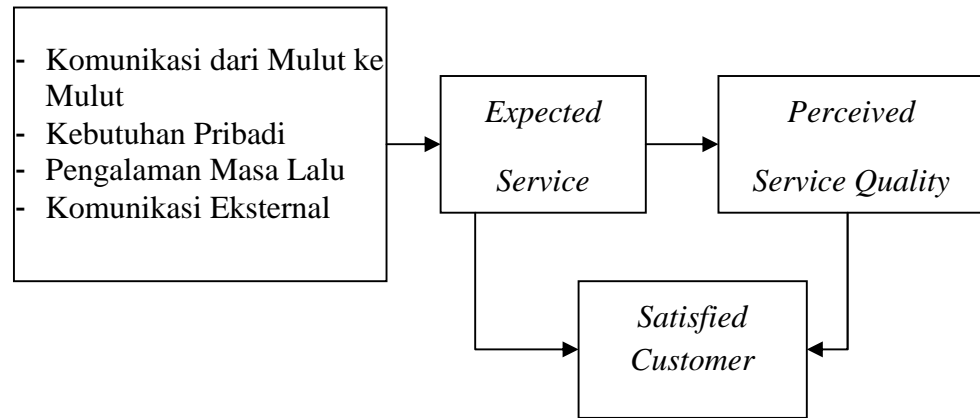 - Komunikasi dari Mulut ke
Mulut
- Kebutuhan Pribadi
- Pengalaman Masa Lalu
- Komunikasi Eksternal
Expected
Service
Perceived
Service Quality
Satisfied
Customer